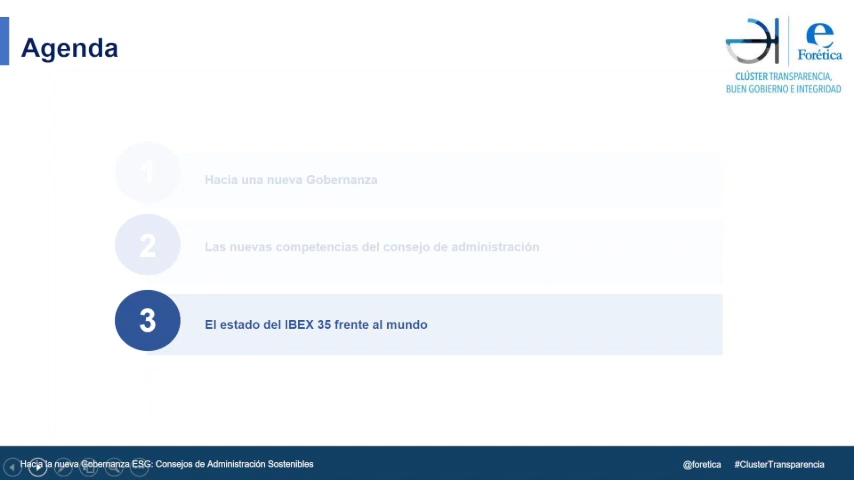 Agenda
Forética
CLÚSTER TRANSPARENCIA,
BUEN GOBIERNO E INTEGRIDAD
1
Hacia una nueva Gobernanza
2
Las nuevas competencias del consejo de administración
3
El estado del IBEX 35 frente al mundo
Hacia la nueva Gobernanza ESG: Consejos de Administración Sostenibles
@foretica #ClusterTransparencia